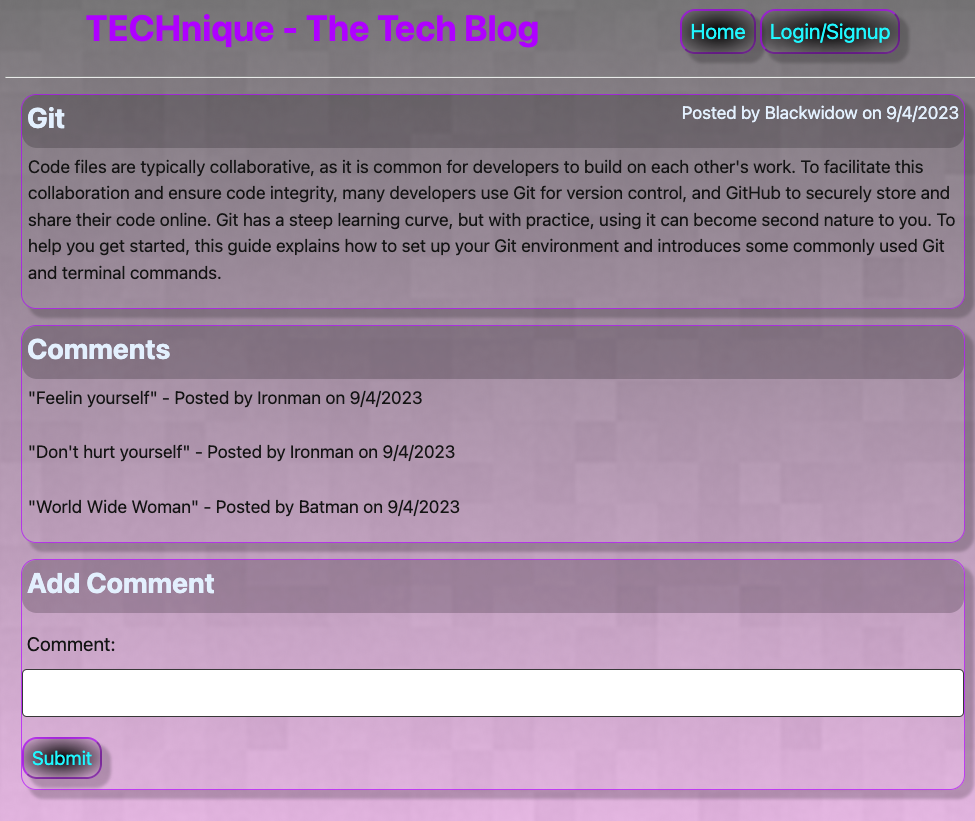 TECHnique - The Tech Blog
Home
Login/Signup
Git
Posted by Blackwidow on 9/4/2023
Code files are typically collaborative, as it is common for developers to build on each other's work. To facilitate this
collaboration and ensure code integrity, many developers use Git for version control, and GitHub to securely store and
share their code online. Git has a steep learning curve, but with practice, using it can become second nature to you. To
help you get started, this guide explains how to set up your Git environment and introduces some commonly used Git
and terminal commands.
Comments
"Feelin yourself" - Posted by Ironman on 9/4/2023
"Don't hurt yourself" - Posted by Ironman on 9/4/2023
"World Wide Woman" - Posted by Batman on 9/4/2023
Add Comment
Comment:
Submit